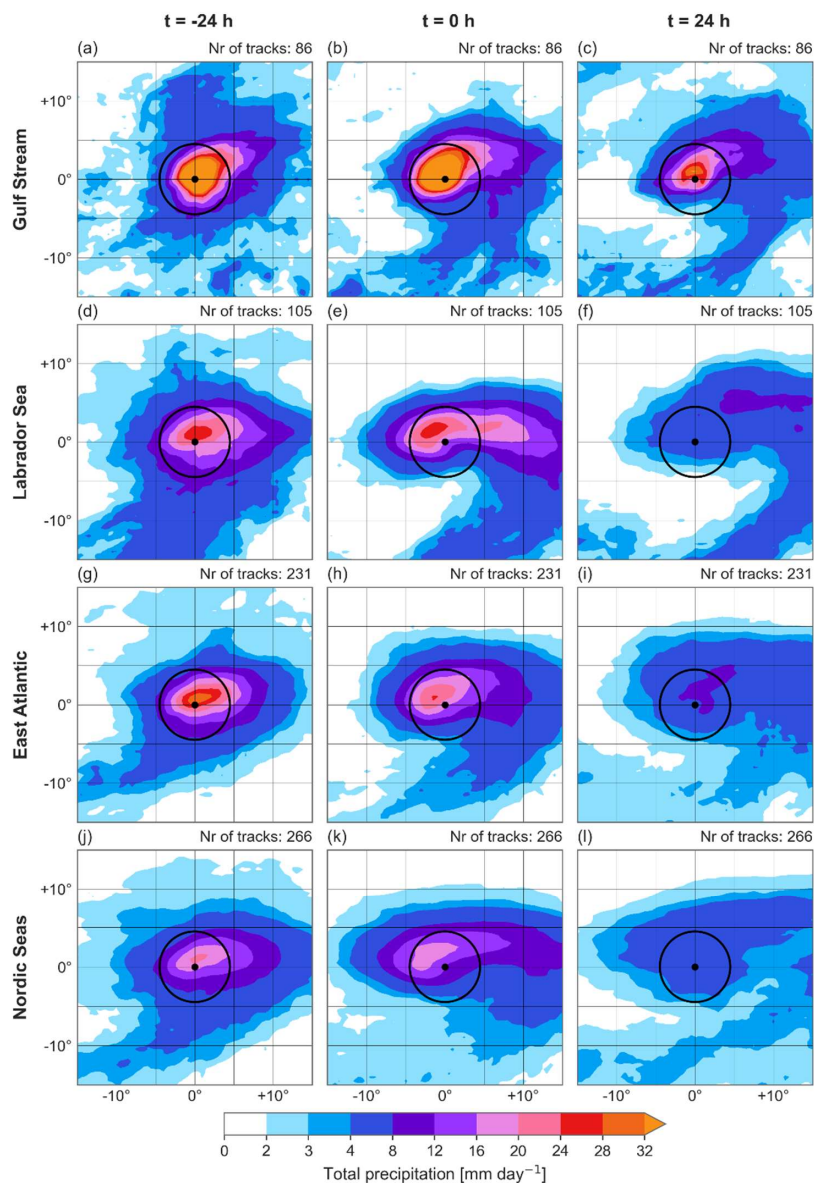 t = -24 h t = 0 h t = 24 h
(a) Nr of tracks: 86 (b) Nr of tracks: 86 (c) Nr of tracks: 86
+10°
Gulf Stream
0°
-10°
(d) Nr of tracks: 105 (e) Nr of tracks: 105 (f) Nr of tracks: 105
+10°
Labrador Sea
0°
-10°
(g) Nr of tracks: 231 (h) Nr of tracks: 231 (i) Nr of tracks: 231
+10°
East Atlantic
0°
-10°
(j) Nr of tracks: 266 (k) Nr of tracks: 266 (l) Nr of tracks: 266
+10°
Nordic Seas
0°
-10°
-10° 0° +10° -10° 0° +10° -10° 0° +10°
0 2 3 4 8 12 16 20 24 28 32
Total precipitation [mm day⁻¹]